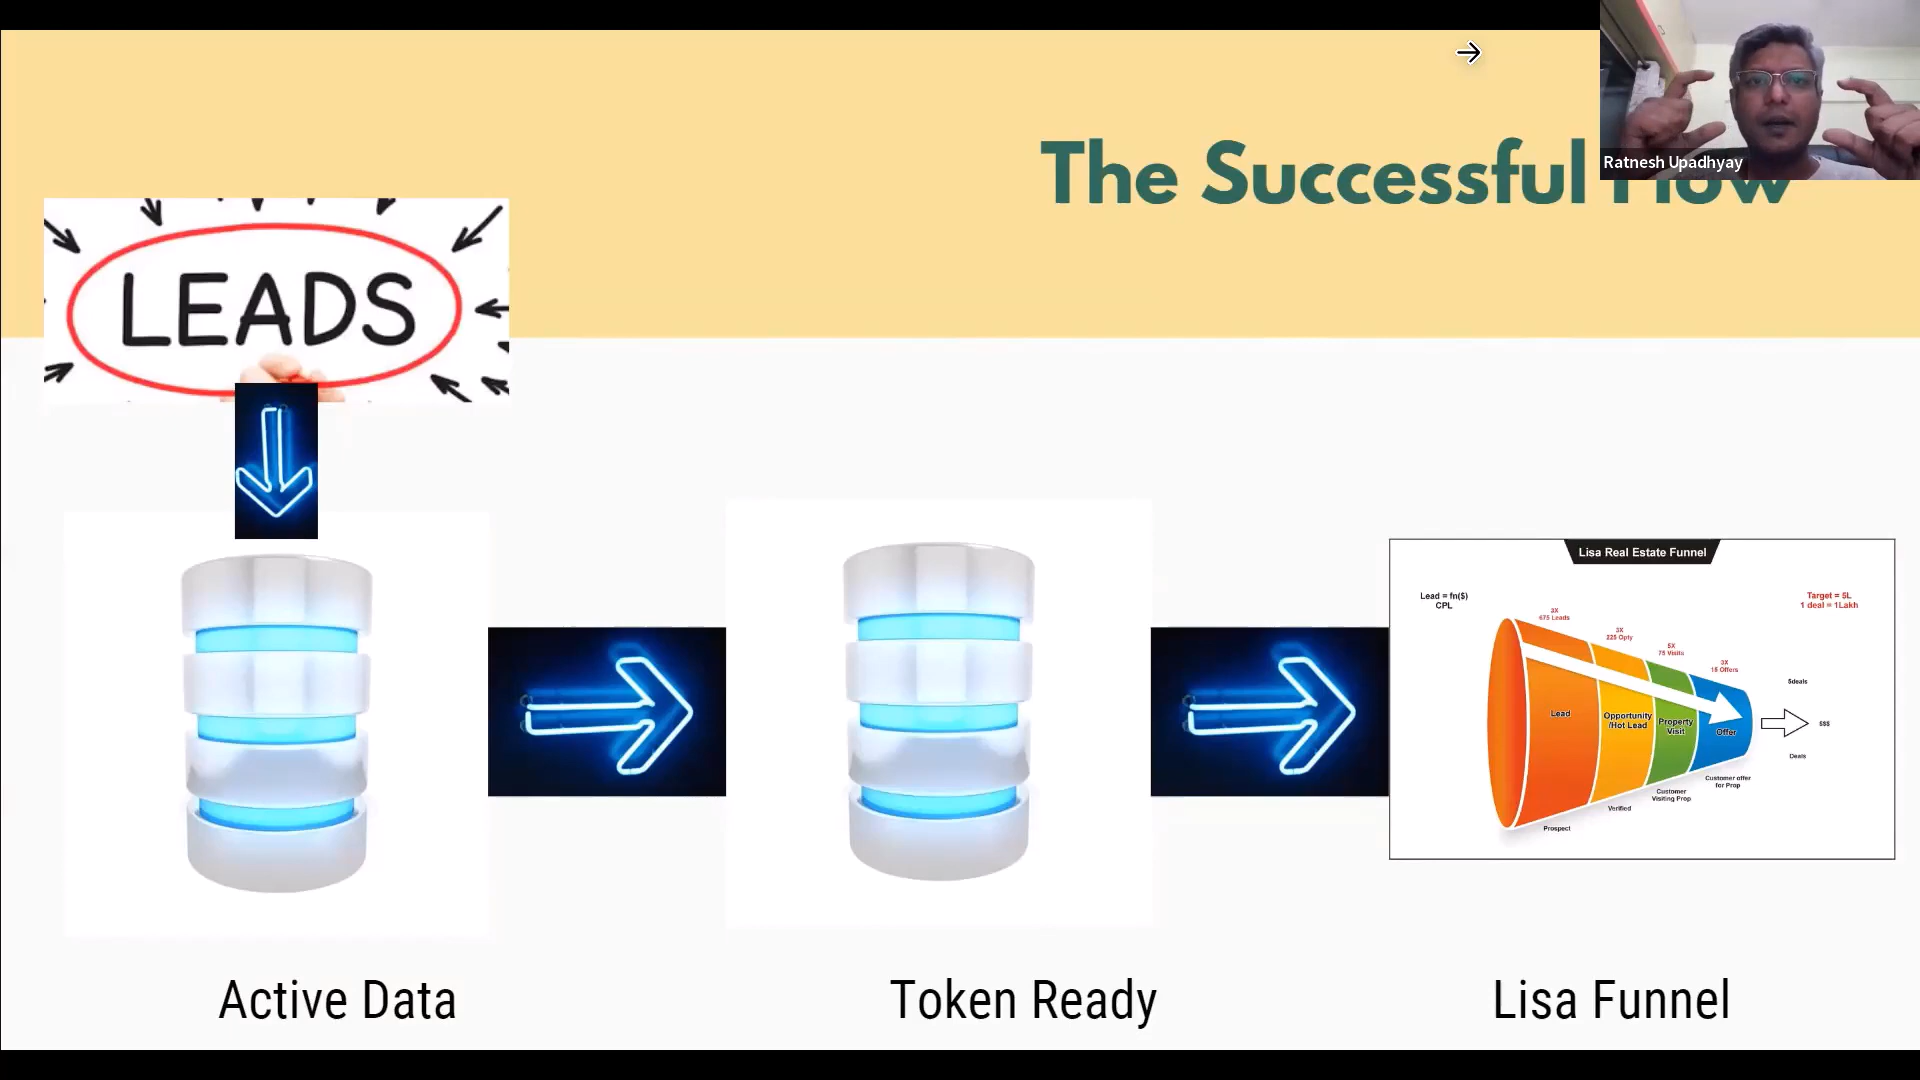 The Successful Flow
Ratnesh Upadhyay
LEADS
Lisa Real Estate Funnel
Lead = fn($)
CPL
Target = 5L
1 deal = 1Lakh
3X
675 Leads
3X
225 Opty
5X
75 Visits
3X
15 Offers
5deals
Lead
Opportunity
/Hot Lead
Property
Visit
Offer
$$$
Deals
Customer offer
for Prop
Customer
Visiting Prop
Verified
Prospect
Active Data
Token Ready
Lisa Funnel